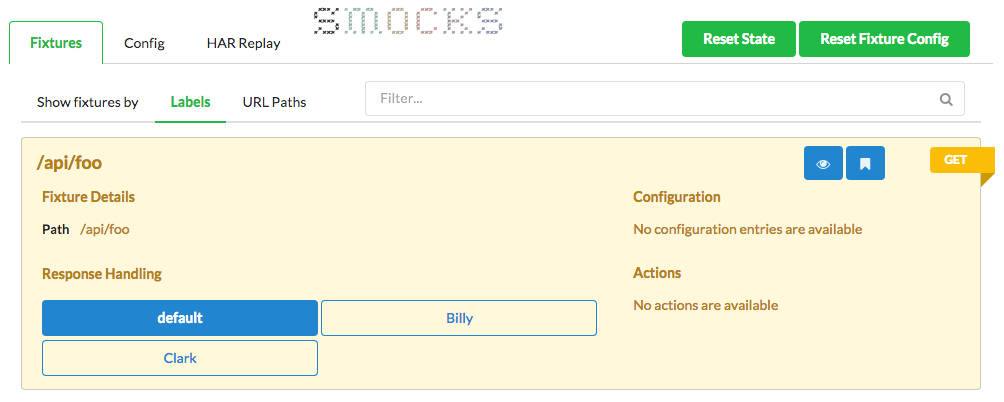 SMOCKS
Fixtures Config HAR Replay Reset State Reset Fixture Config
Show fixtures by Labels URL Paths Filter...
/api/foo GET
Fixture Details Configuration
Path /api/foo No configuration entries are available
Response Handling Actions
No actions are available
default Billy
Clark